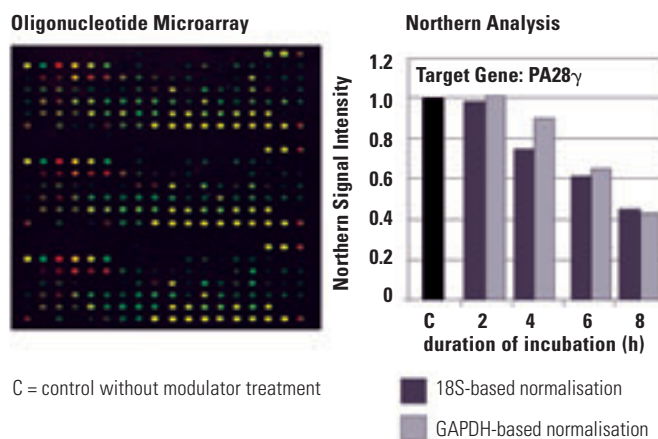 Oligonucleotide Microarray
Northern Analysis
Northern Signal Intensity
1.2
1.0
0.8
0.6
0.4
0.2
0
Target Gene: PA28γ
C 2 4 6 8
duration of incubation (h)
C = control without modulator treatment
18S-based normalisation
GAPDH-based normalisation